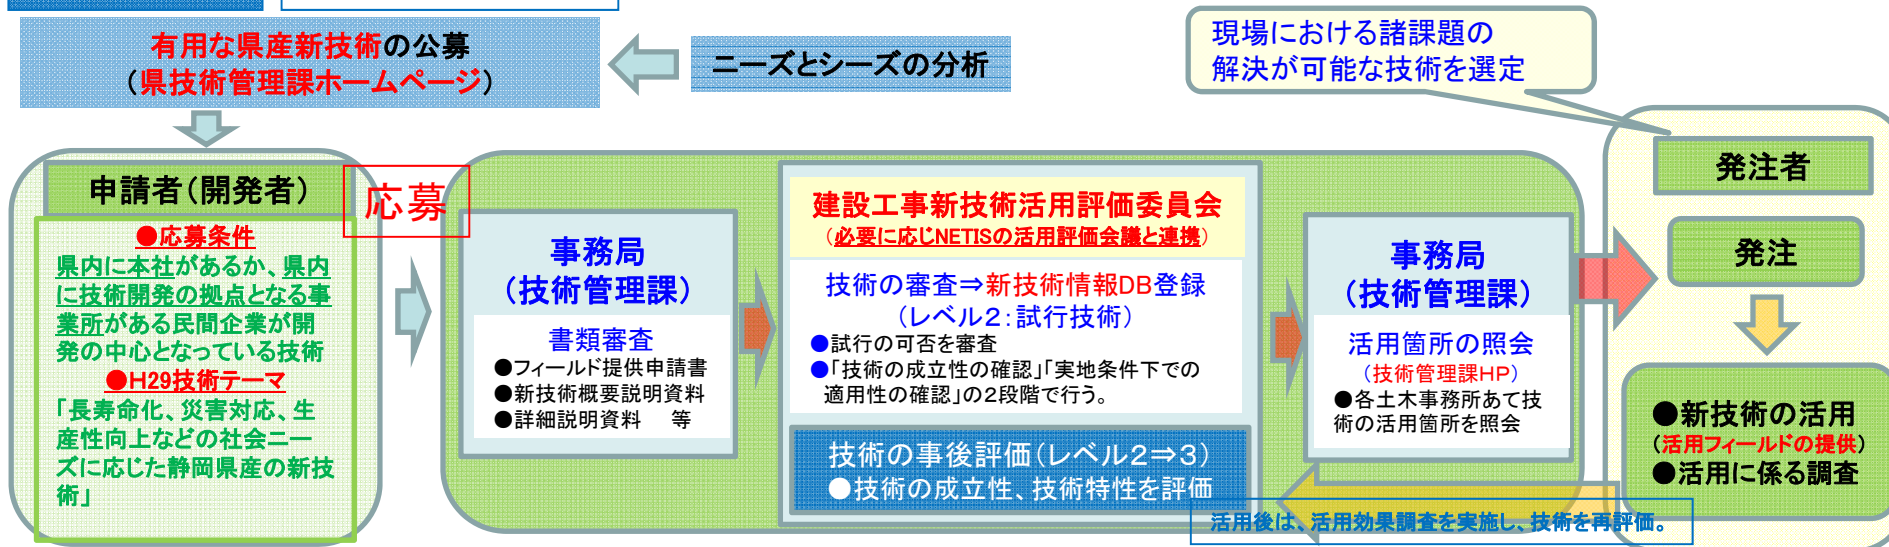 有用な県産新技術の公募
（県技術管理課ホームページ）
ニーズとシーズの分析
現場における諸課題の
解決が可能な技術を選定
申請者（開発者）
●応募条件
県内に本社があるか、県内
に技術開発の拠点となる事
業所がある民間企業が開
発の中心となっている技術
●H29技術テーマ
「長寿命化、災害対応、生
産性向上などの社会ニー
ズに応じた静岡県産の新技
術」
応募
事務局
（技術管理課）
書類審査
●フィールド提供申請書
●新技術概要説明資料
●詳細説明資料　等
建設工事新技術活用評価委員会
（必要に応じNETISの活用評価会議と連携）
技術の審査⇒新技術情報DB登録
（レベル２：試行技術）
●試行の可否を審査
●「技術の成立性の確認」「実地条件下での
適用性の確認」の２段階で行う。
技術の事後評価（レベル２⇒３）
●技術の成立性、技術特性を評価
事務局
（技術管理課）
活用箇所の照会
（技術管理課HP）
●各土木事務所あて技
術の活用箇所を照会
発注者
発注
●新技術の活用
（活用フィールドの提供）
●活用に係る調査
活用後は、活用効果調査を実施し、技術を再評価。